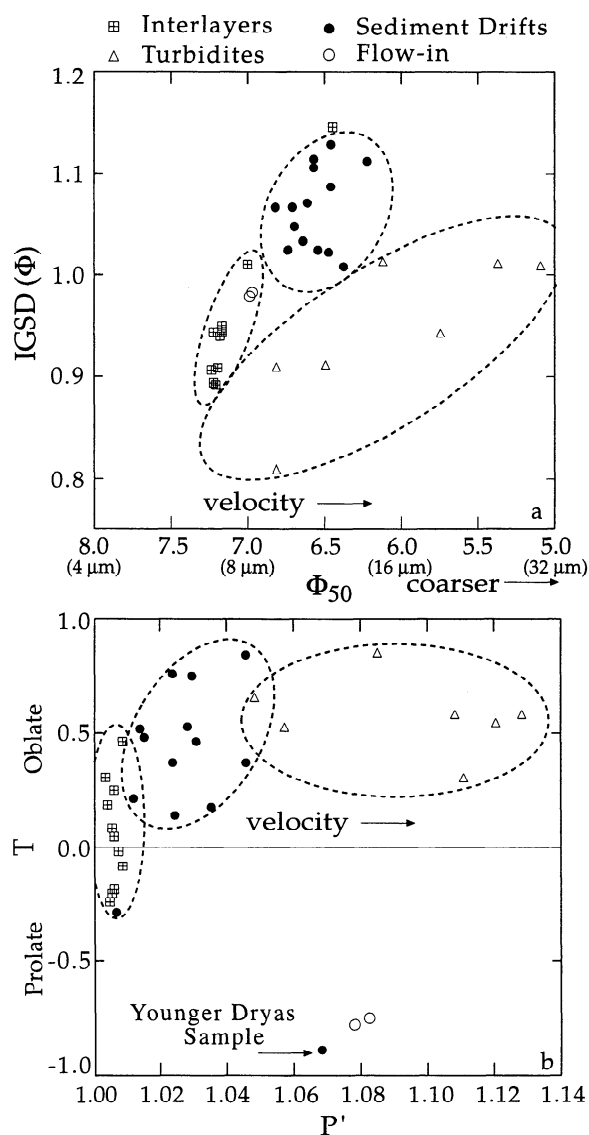 Interlayers Sediment Drifts
Turbidites Flow-in
1.2
1.1
1.0
0.9
0.8
IGSD (Φ)
velocity
a
8.0 7.5 7.0 6.5 6.0 5.5 5.0
(4 μm) (8 μm) (16 μm) (32 μm)
Φ50 coarser
1.0
0.5
0.0
-0.5
-1.0
Oblate
T
Prolate
velocity
Younger Dryas
Sample
b
1.00 1.02 1.04 1.06 1.08 1.10 1.12 1.14
P'